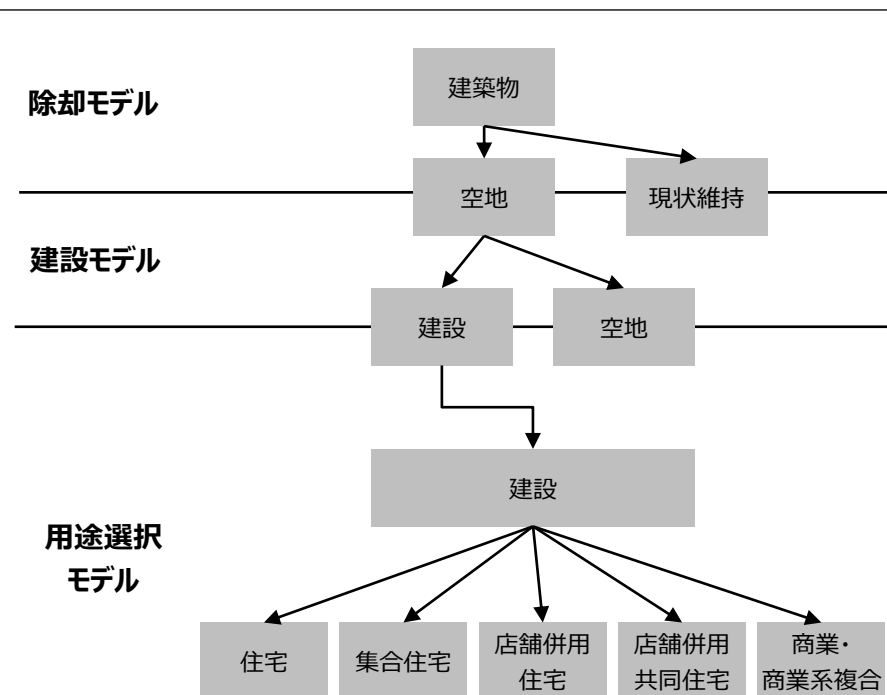 除却モデル
建築物
空地
現状維持
建設モデル
建設
空地
用途選択
モデル
建設
住宅
集合住宅
店舗併用
住宅
店舗併用
共同住宅
商業・
商業系複合